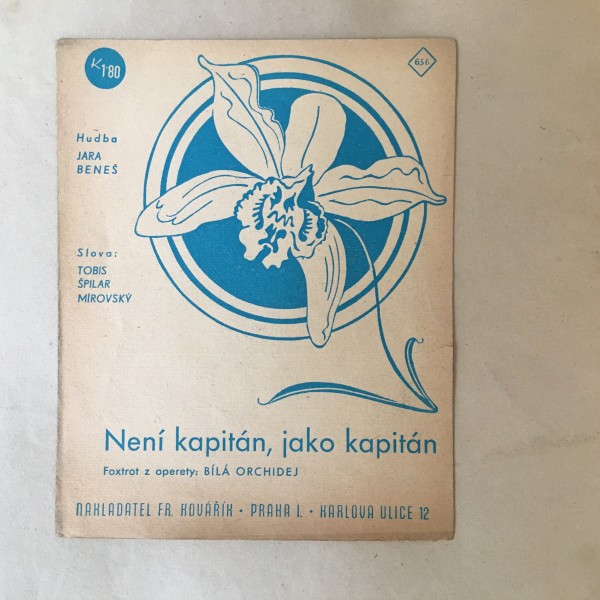 K 1·80
656
Hudba
JARA
BENEŠ
Slova:
TOBIS
ŠPILAR
MÍROVSKÝ
Není kapitán, jako kapitán
Foxtrot z operety: BÍLÁ ORCHIDEJ
NAKLADATEL FR. KOVÁŘÍK • PRAHA I. • KARLOVA ULICE 12